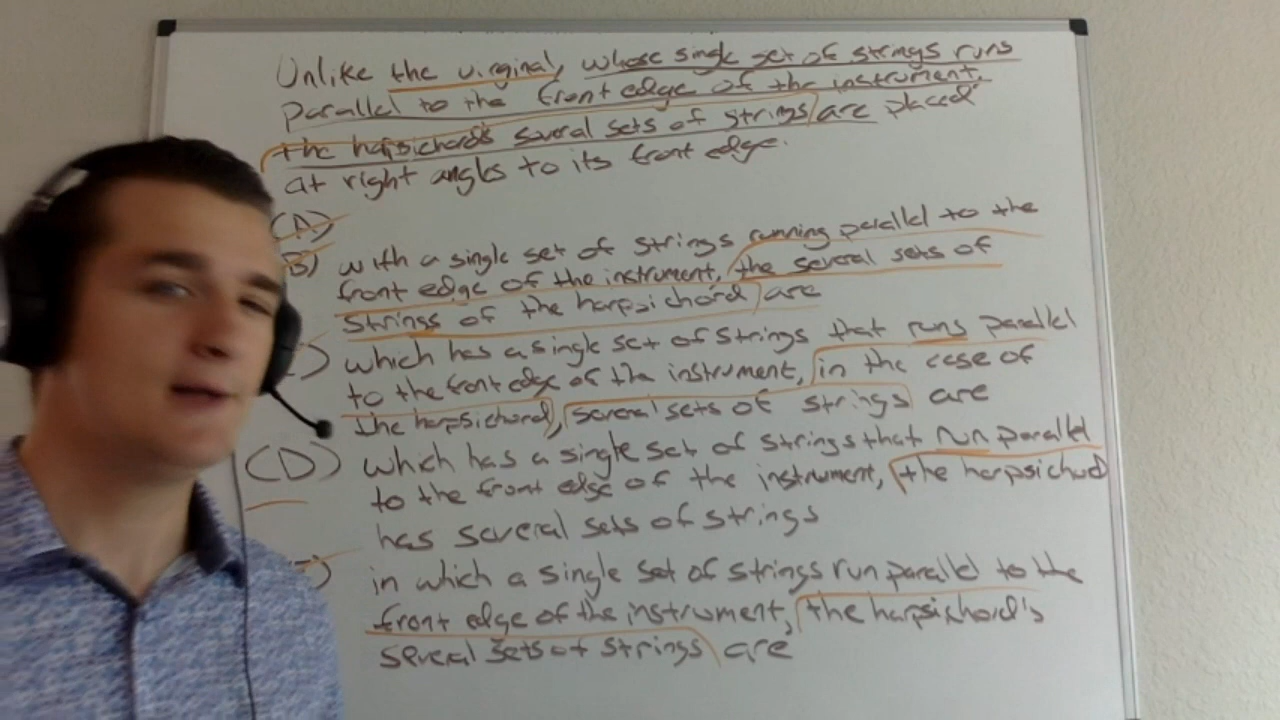 Unlike the virginal, whose single set of strings runs
parallel to the front edge of the instrument,
the harpsichord's several sets of strings are placed
at right angles to its front edge.
(A)
B) with a single set of strings running parallel to the
front edge of the instrument, the several sets of
strings of the harpsichord are
) which has a single set of strings that runs parallel
to the front edge of the instrument, in the case of
the harpsichord, several sets of strings are
(D) which has a single set of strings that run parallel
to the front edge of the instrument, the harpsichord
has several sets of strings
) in which a single set of strings run parallel to the
front edge of the instrument, the harpsichord's
several sets of strings are